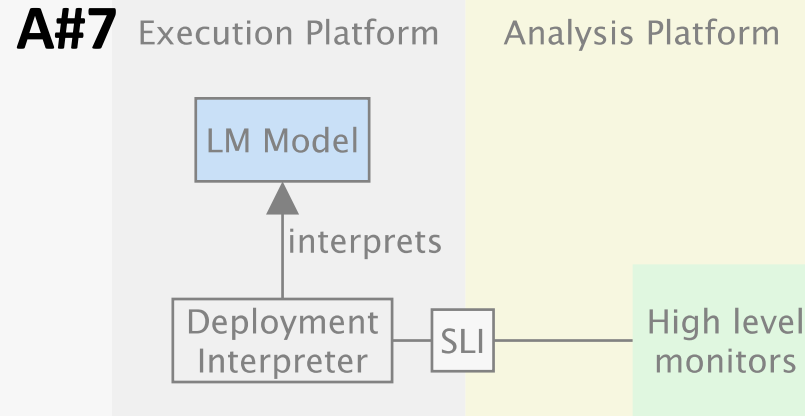 A#7
Execution Platform
Analysis Platform
LM Model
interprets
Deployment
Interpreter
SLI
High level
monitors